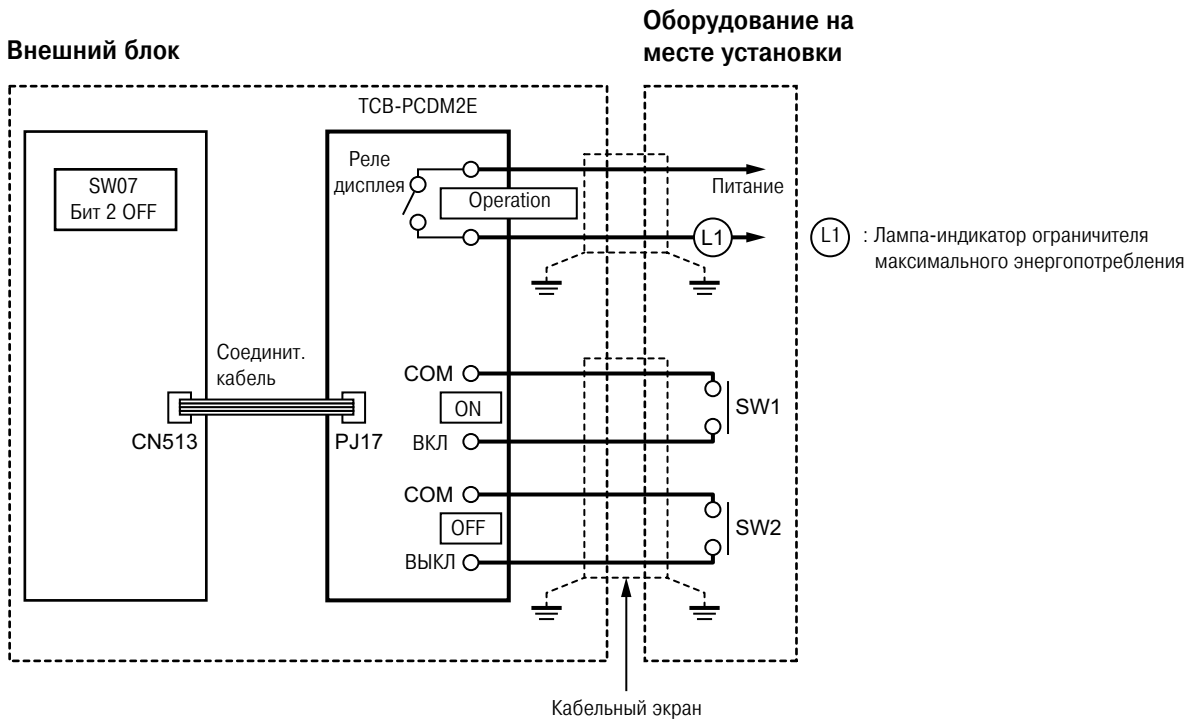 Оборудование на
месте установки
Внешний блок
TCB-PCDM2E
SW07
Бит 2 OFF
Реле
дисплея
Operation
Питание
L1
L1 : Лампа-индикатор ограничителя
максимального энергопотребления
Соединит.
кабель
CN513
PJ17
COM
ON
ВКЛ
SW1
COM
OFF
ВЫКЛ
SW2
Кабельный экран